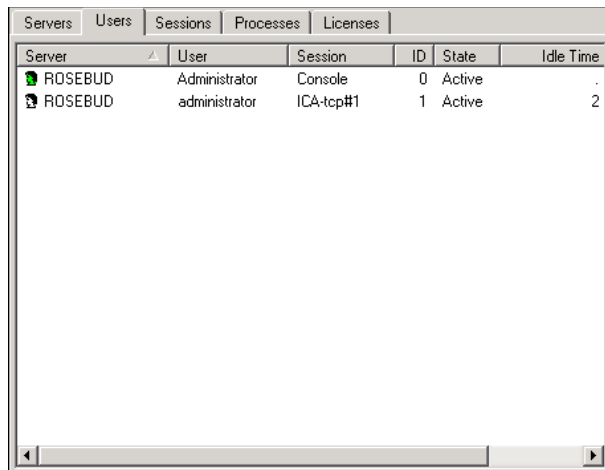 Servers Users Sessions Processes Licenses
Server User Session ID State Idle Time
ROSEBUD Administrator Console 0 Active .
ROSEBUD administrator ICA-tcp#1 1 Active 2